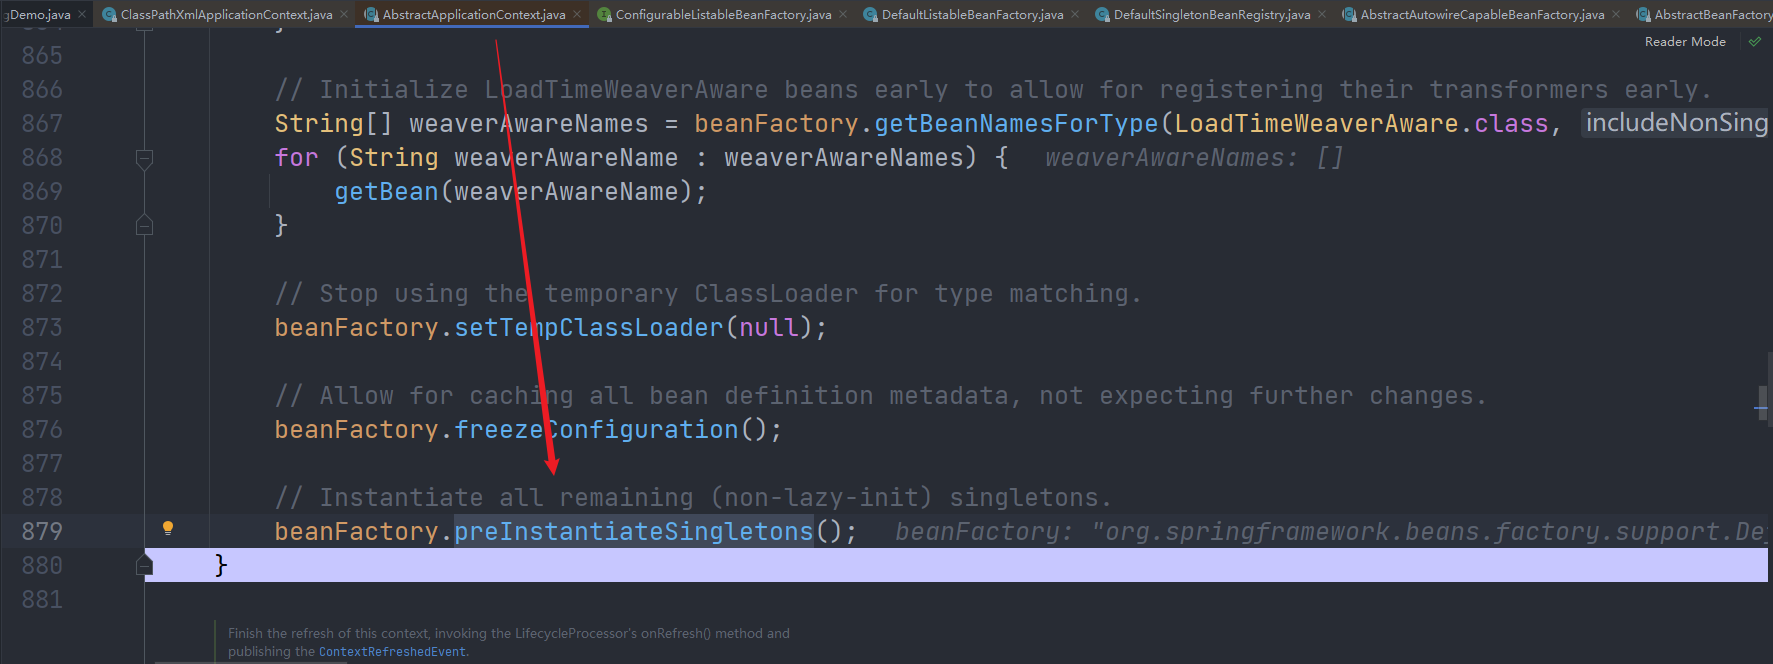 gDemo.java ClassPathXmlApplicationContext.java AbstractApplicationContext.java ConfigurableListableBeanFactory.java DefaultListableBeanFactory.java DefaultSingletonBeanRegistry.java AbstractAutowireCapableBeanFactory.java AbstractBeanFactory
Reader Mode
865
866 // Initialize LoadTimeWeaverAware beans early to allow for registering their transformers early.
867 String[] weaverAwareNames = beanFactory.getBeanNamesForType(LoadTimeWeaverAware.class, includeNonSing
868 for (String weaverAwareName : weaverAwareNames) { weaverAwareNames: []
869 getBean(weaverAwareName);
870 }
871
872 // Stop using the temporary ClassLoader for type matching.
873 beanFactory.setTempClassLoader(null);
874
875 // Allow for caching all bean definition metadata, not expecting further changes.
876 beanFactory.freezeConfiguration();
877
878 // Instantiate all remaining (non-lazy-init) singletons.
879 beanFactory.preInstantiateSingletons(); beanFactory: "org.springframework.beans.factory.support.De
880 }
881
Finish the refresh of this context, invoking the LifecycleProcessor's onRefresh() method and
publishing the ContextRefreshedEvent.